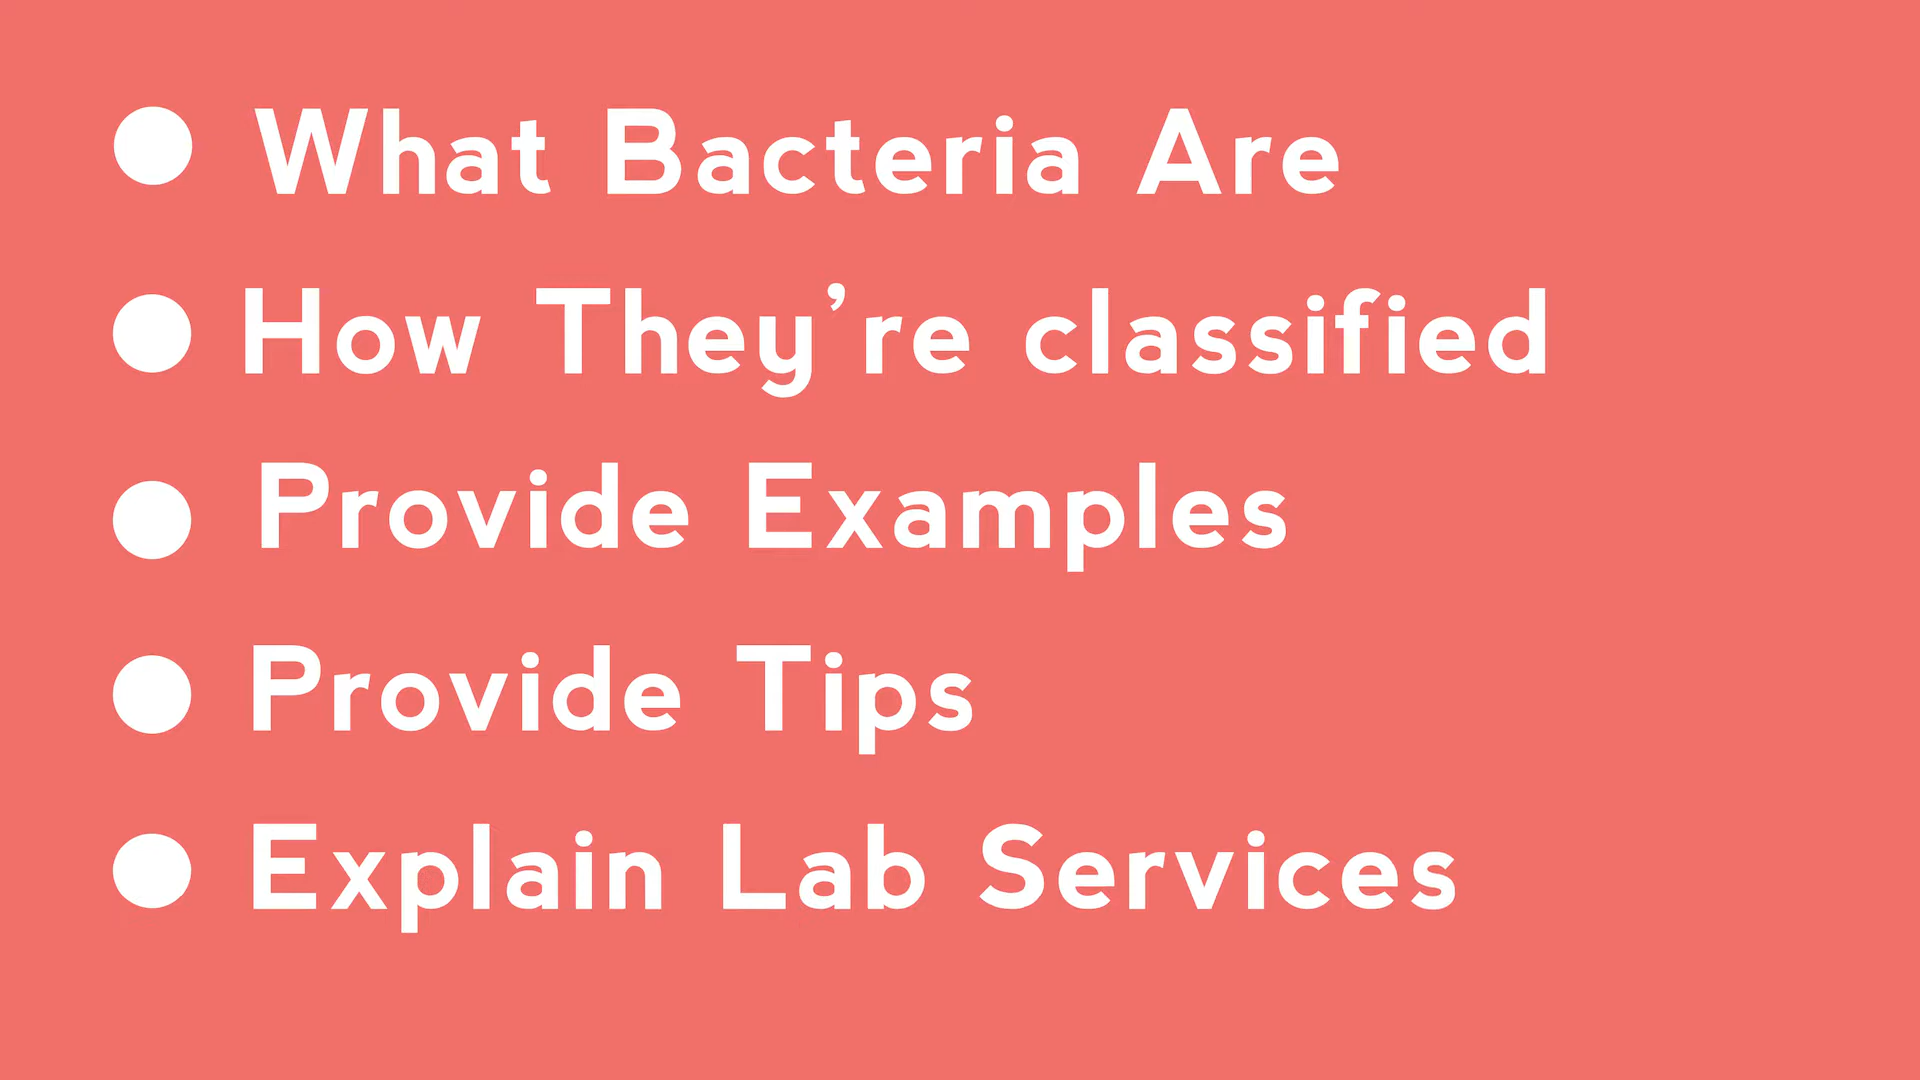 What Bacteria Are
How They’re classified
Provide Examples
Provide Tips
Explain Lab Services